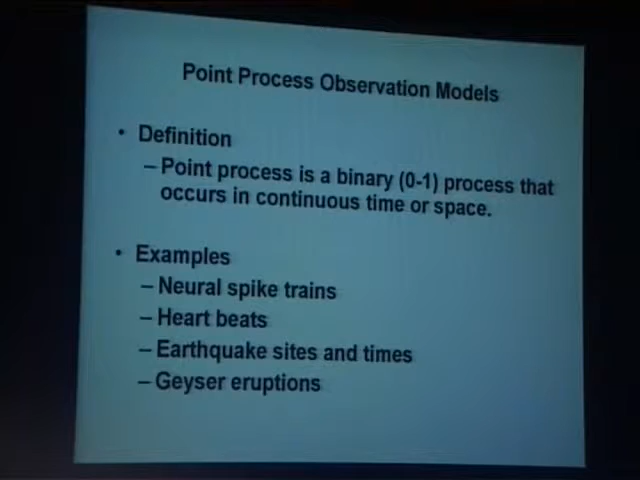 Point Process Observation Models
• Definition
– Point process is a binary (0-1) process that
occurs in continuous time or space.
• Examples
– Neural spike trains
– Heart beats
– Earthquake sites and times
– Geyser eruptions